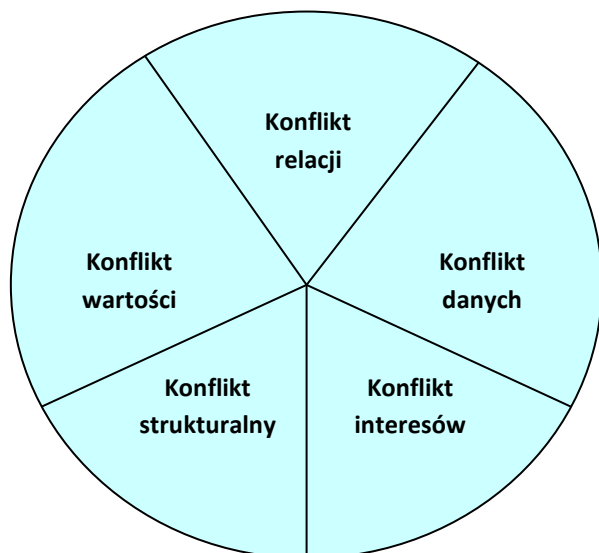 Konflikt
relacji
Konflikt
wartości
Konflikt
danych
Konflikt
strukturalny
Konflikt
interesów